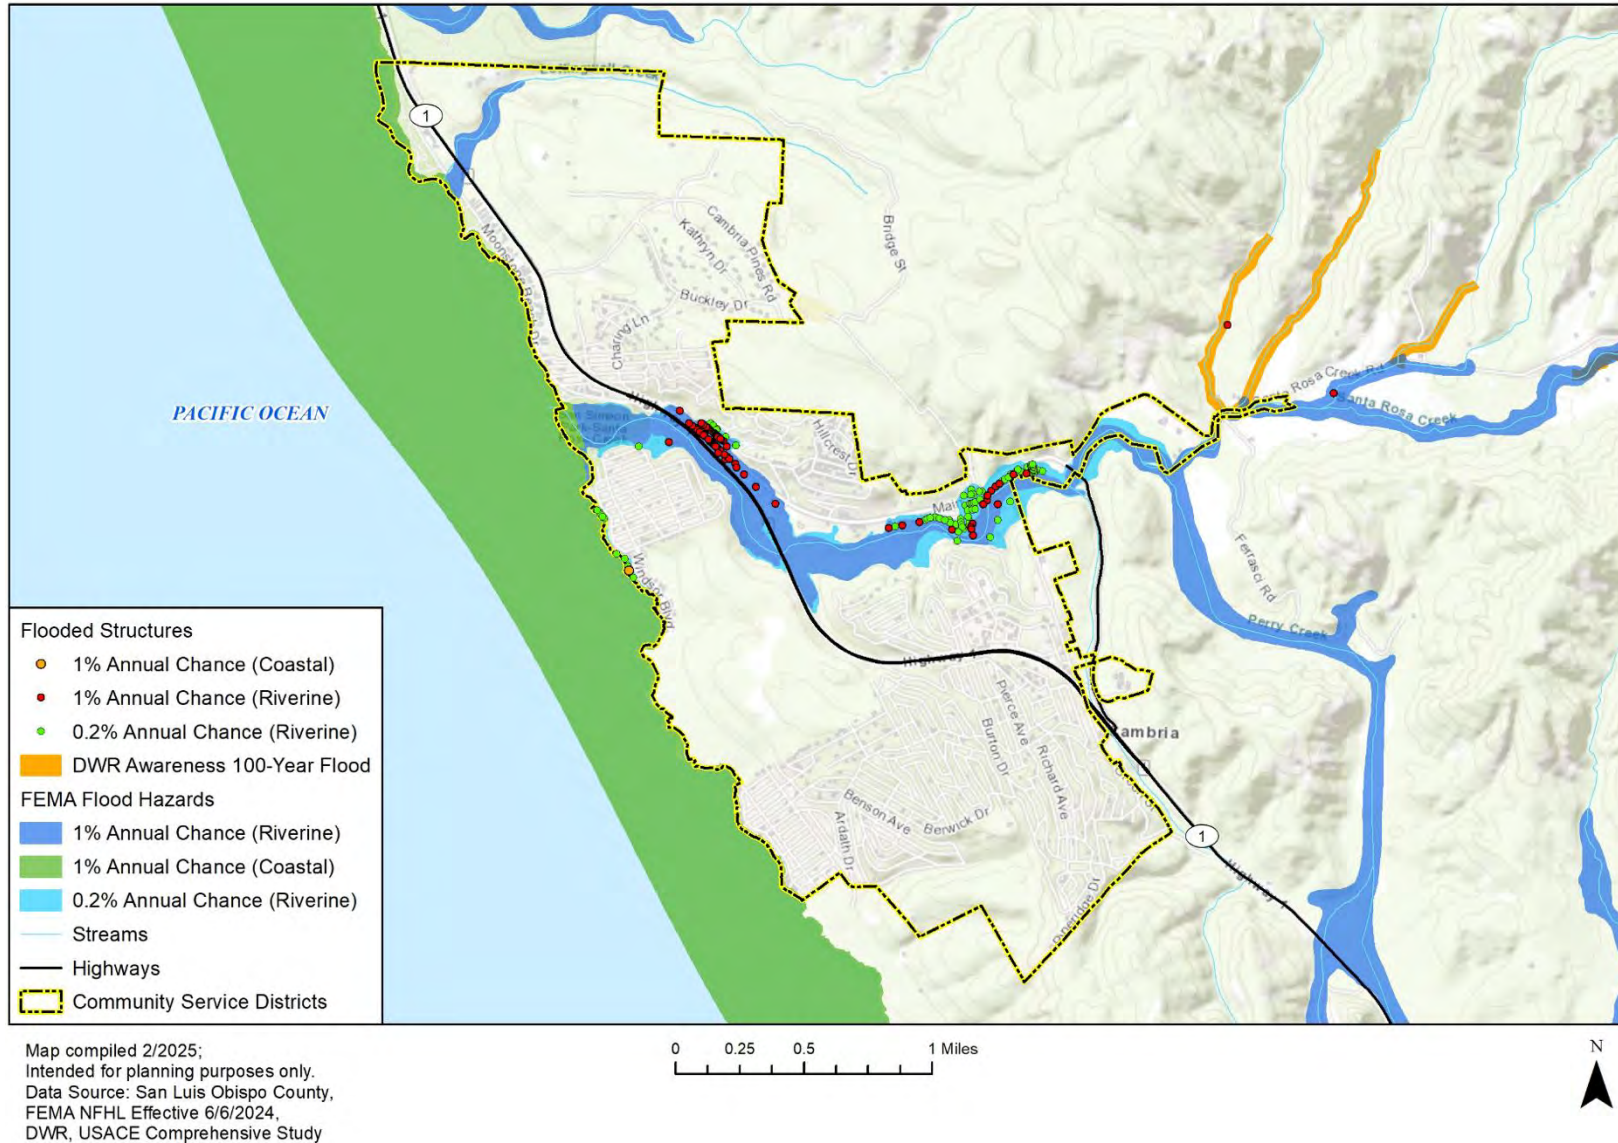 Leffingwell Creek
1
Bridge St
Cambria Pines Rd
Kathryn Dr
Moonstone Beach Dr
Buckley Dr
Charing Ln
Santa Rosa Creek Rd
Santa Rosa Creek
PACIFIC OCEAN
Hillcrest Dr
Main
Ferrasci Rd
Windsor Blvd
Perry Creek
Highway 1
Pierce Ave
Burton Dr
Richard Ave
Cambria
Benson Ave
Berwick Dr
Ardath Dr
1
Highway 1
Pineridge Dr
Flooded Structures
1% Annual Chance (Coastal)
1% Annual Chance (Riverine)
0.2% Annual Chance (Riverine)
DWR Awareness 100-Year Flood
FEMA Flood Hazards
1% Annual Chance (Riverine)
1% Annual Chance (Coastal)
0.2% Annual Chance (Riverine)
Streams
Highways
Community Service Districts
Map compiled 2/2025;
Intended for planning purposes only.
Data Source: San Luis Obispo County,
FEMA NFHL Effective 6/6/2024,
DWR, USACE Comprehensive Study
0 0.25 0.5 1 Miles
N